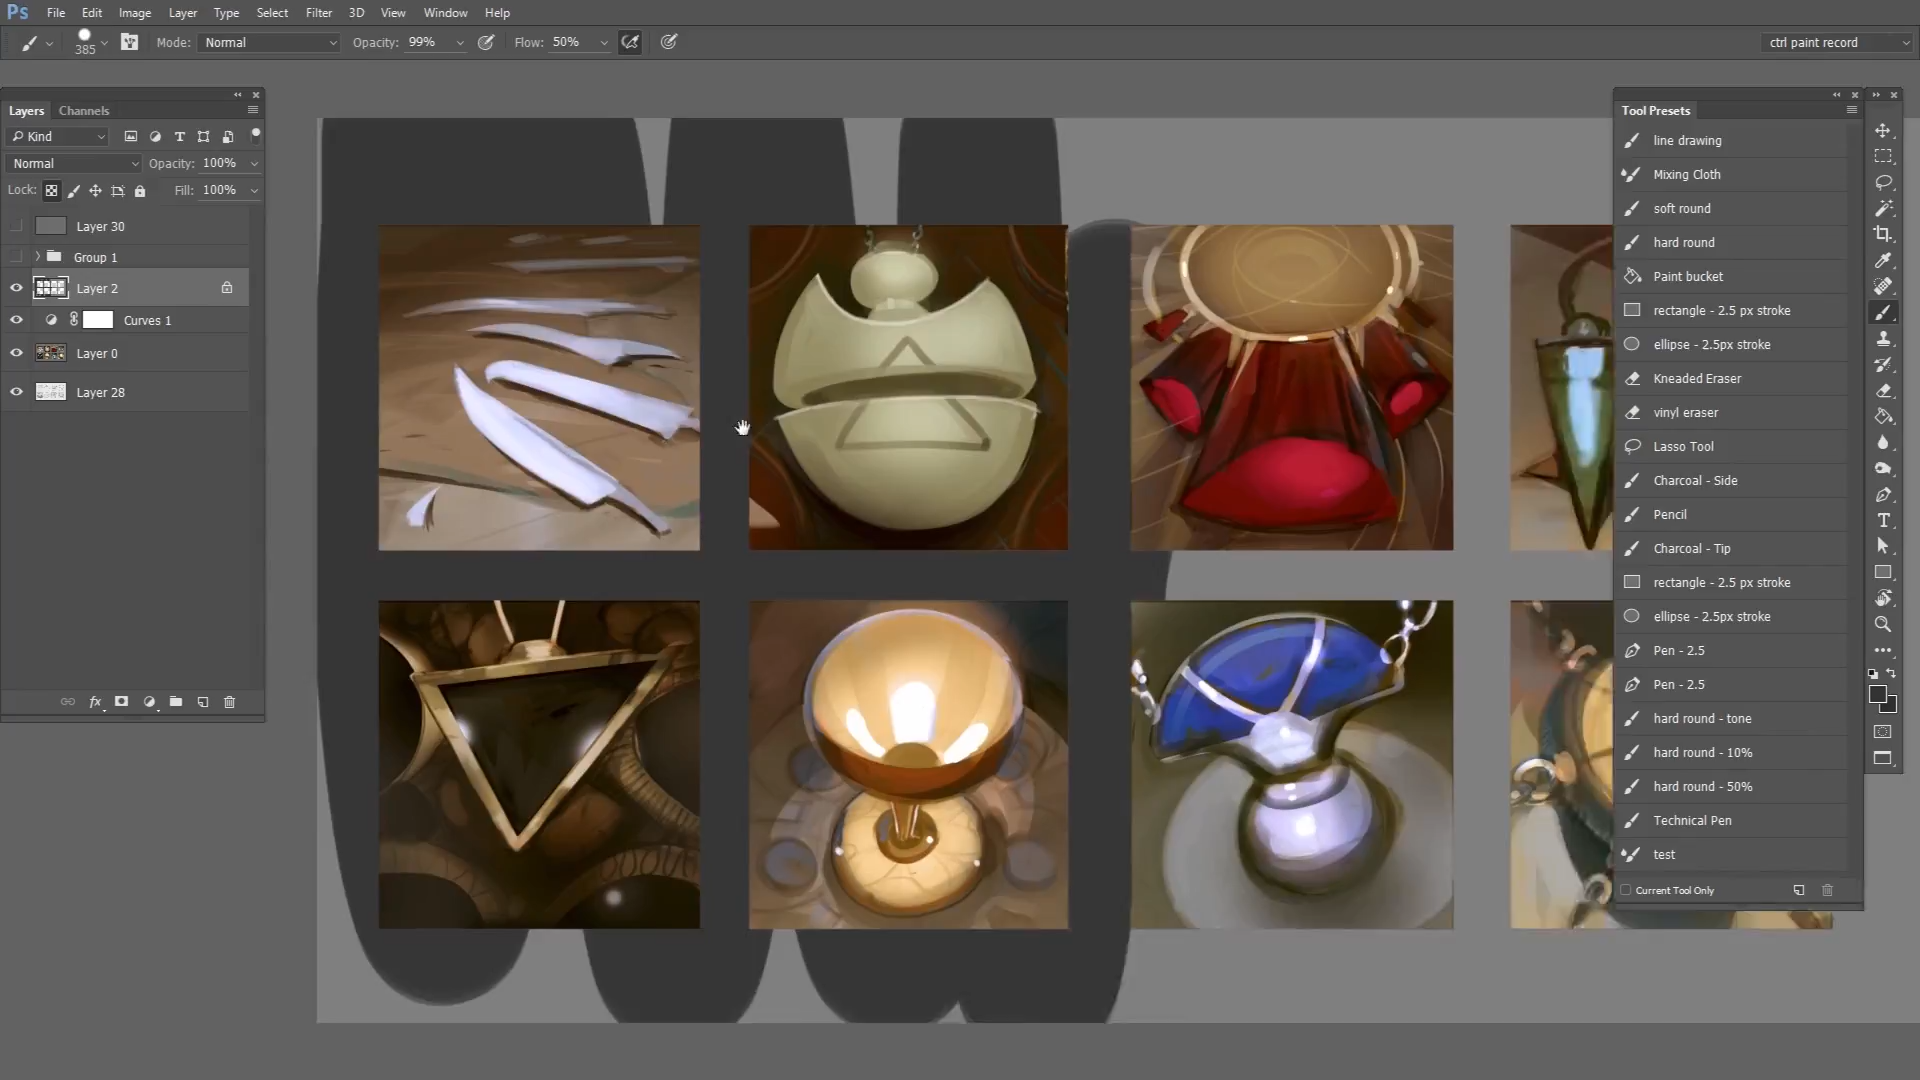 Ps File Edit Image Layer Type Select Filter 3D View Window Help
385 Mode: Normal Opacity: 99% Flow: 50% ctrl paint record
Layers Channels
Kind
Normal Opacity: 100%
Lock: Fill: 100%
Layer 30
Group 1
Layer 2
Curves 1
Layer 0
Layer 28
fx
Tool Presets
line drawing
Mixing Cloth
soft round
hard round
Paint bucket
rectangle - 2.5 px stroke
ellipse - 2.5px stroke
Kneaded Eraser
vinyl eraser
Lasso Tool
Charcoal - Side
Pencil
Charcoal - Tip
rectangle - 2.5 px stroke
ellipse - 2.5px stroke
Pen - 2.5
Pen - 2.5
hard round - tone
hard round - 10%
hard round - 50%
Technical Pen
test
Current Tool Only